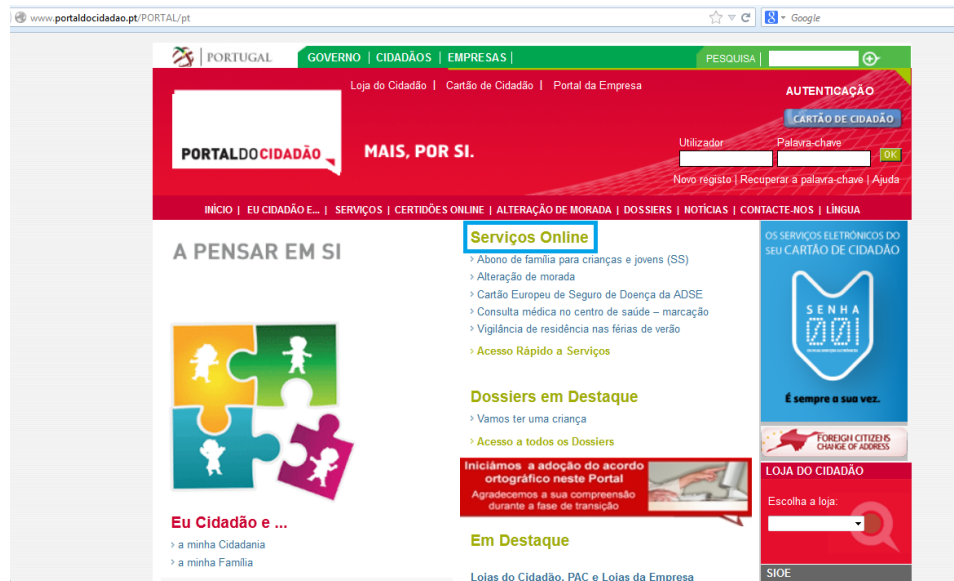 www.portaldocidadao.pt/PORTAL/pt
Google
PORTUGAL
GOVERNO | CIDADÃOS | EMPRESAS |
PESQUISA |
Loja do Cidadão | Cartão de Cidadão | Portal da Empresa
AUTENTICAÇÃO
CARTÃO DE CIDADÃO
PORTALDOCIDADÃO
MAIS, POR SI.
Utilizador
Palavra-chave
OK
Novo registo | Recuperar a palavra-chave | Ajuda
INÍCIO | EU CIDADÃO E... | SERVIÇOS | CERTIDÕES ONLINE | ALTERAÇÃO DE MORADA | DOSSIERS | NOTÍCIAS | CONTACTE-NOS | LÍNGUA
A PENSAR EM SI
Eu Cidadão e ...
> a minha Cidadania
> a minha Família
Serviços Online
> Abono de família para crianças e jovens (SS)
> Alteração de morada
> Cartão Europeu de Seguro de Doença da ADSE
> Consulta médica no centro de saúde – marcação
> Vigilância de residência nas férias de verão
> Acesso Rápido a Serviços
Dossiers em Destaque
> Vamos ter uma criança
> Acesso a todos os Dossiers
Iniciámos a adoção do acordo
ortográfico neste Portal
Agradecemos a sua compreensão
durante a fase de transição
Em Destaque
Lojas do Cidadão, PAC e Lojas da Empresa
OS SERVIÇOS ELETRÓNICOS DO
SEU CARTÃO DE CIDADÃO
SENHA
001
É sempre a sua vez.
FOREIGN CITIZENS
CHANGE OF ADDRESS
LOJA DO CIDADÃO
Escolha a loja:
SIOE